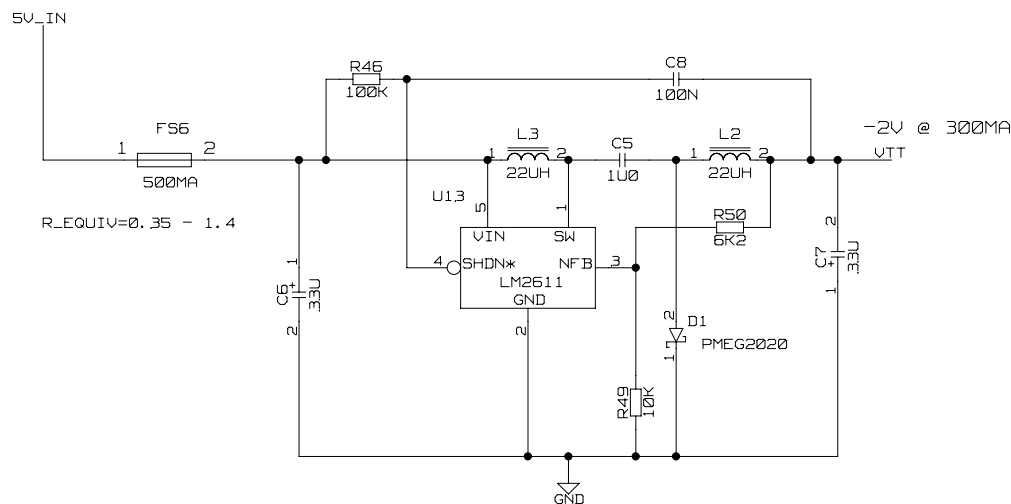 5V_IN
R46
100K
C8
100N
FS6
1
2
500MA
R_EQUIV=0.35 - 1.4
L3
1
2
22UH
C5
1U0
L2
1
2
22UH
-2V @ 300MA
VTT
U13
5
1
VIN
SW
4
SHDN*
NFB
3
LM2611
GND
2
R50
6K2
1
C6
+
33U
2
2
C7
+
33U
1
2
D1
1
PMEG2020
R49
10K
GND